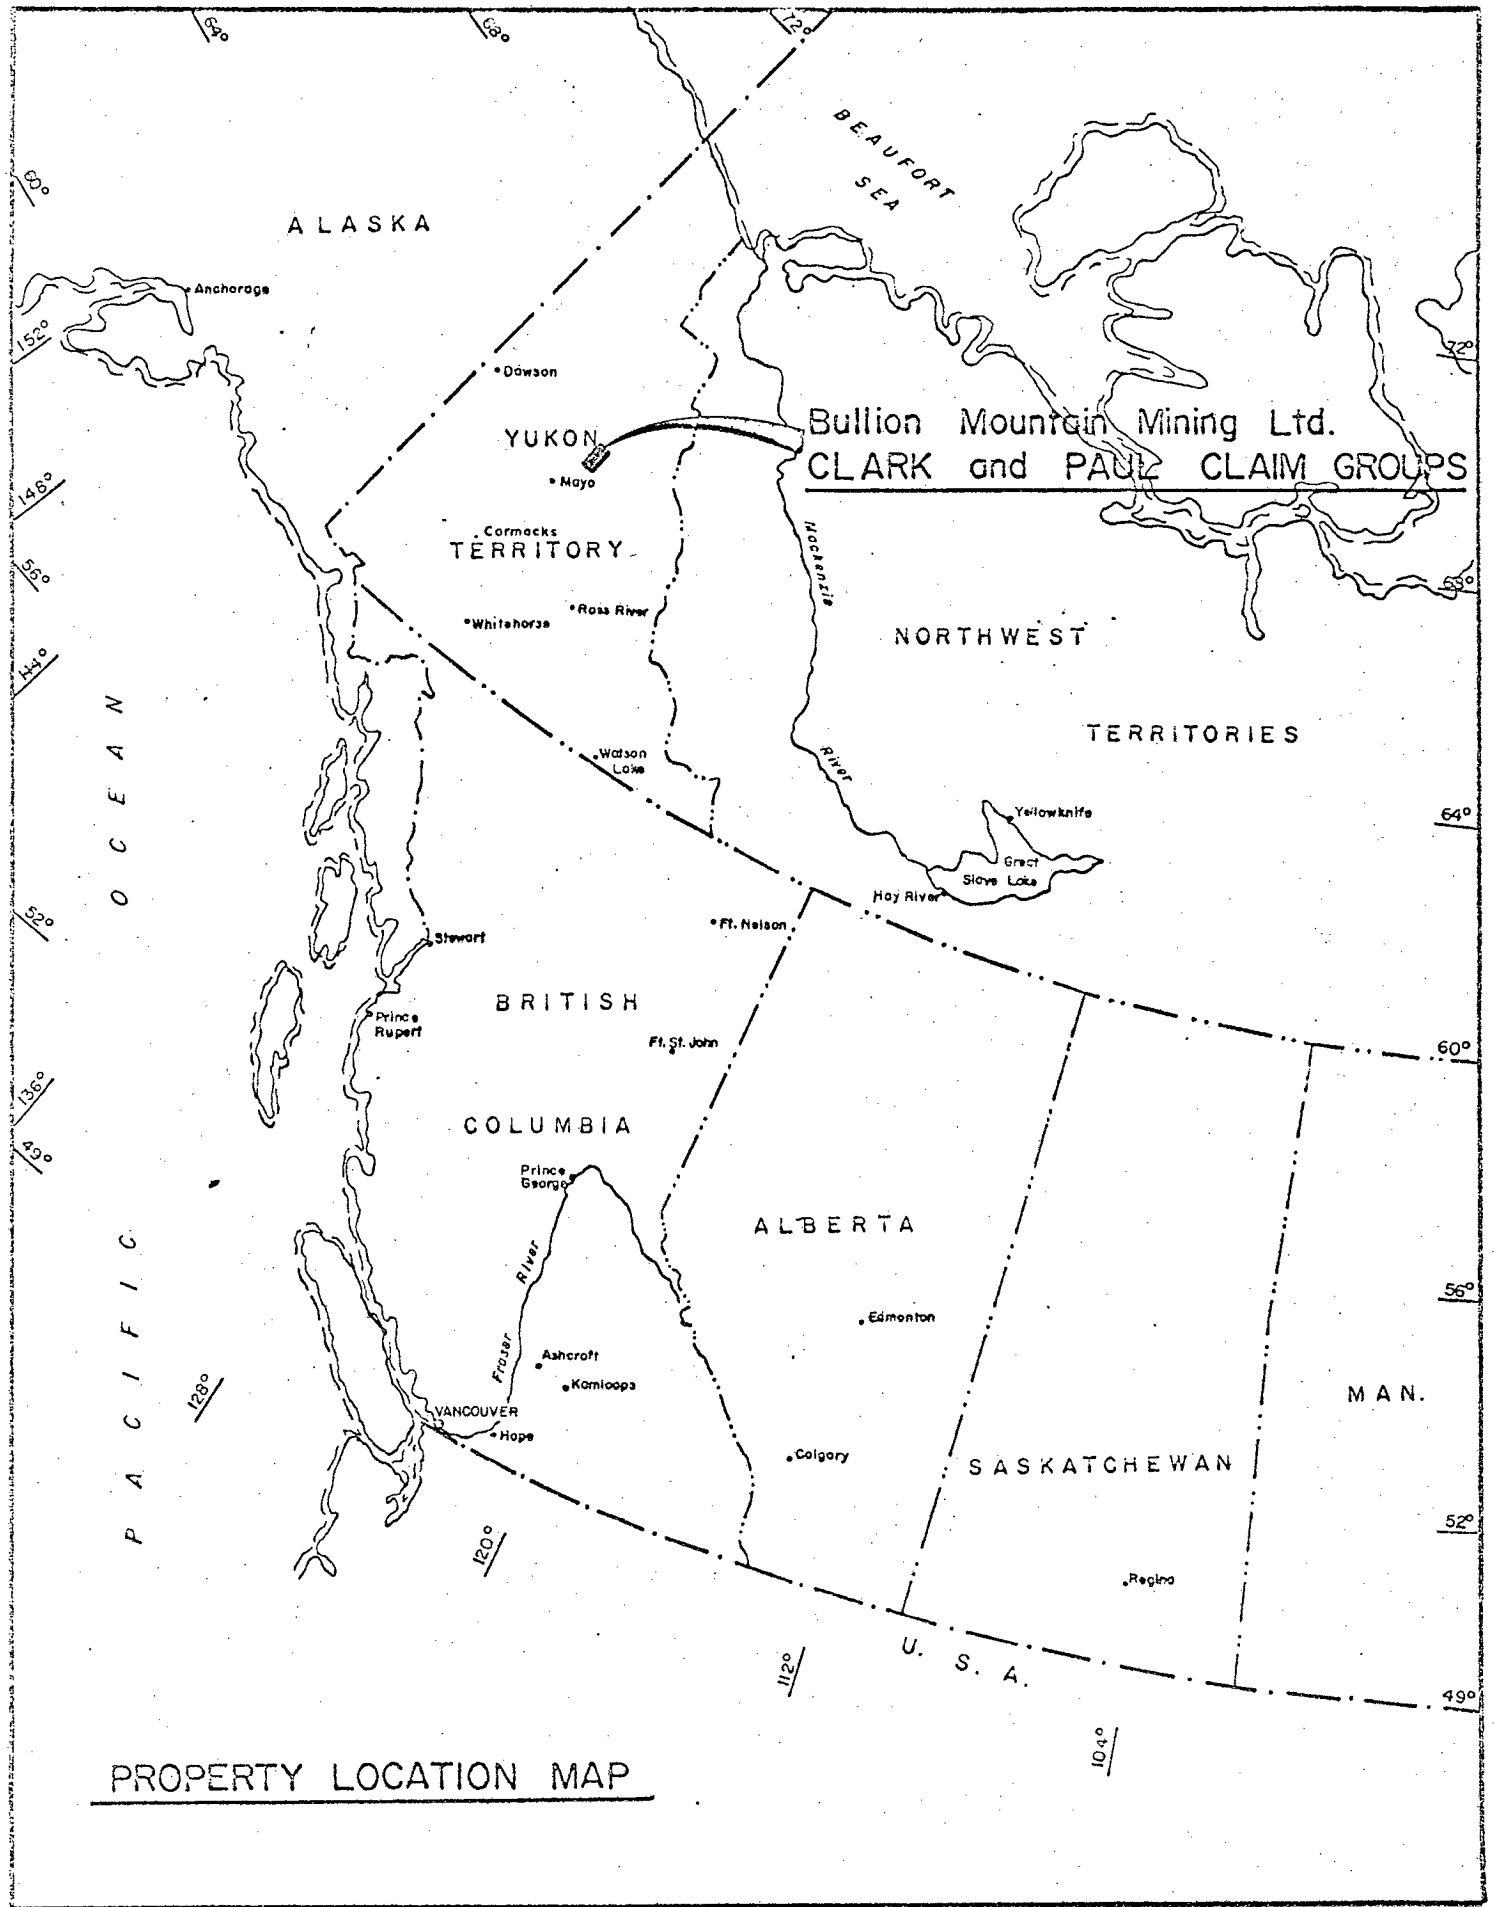 64°
68°
72°
BEAUFORT
SEA
60°
ALASKA
Anchorage
152°
72°
Dawson
Bullion Mountain Mining Ltd.
CLARK and PAUL CLAIM GROUPS
YUKON
Mayo
148°
Carmacks
TERRITORY
Mackenzie
56°
68°
Ross River
Whitehorse
NORTHWEST
144°
TERRITORIES
OCEAN
Watson
Lake
River
Yellowknife
64°
Great
Slave Lake
Hay River
52°
Ft. Nelson
Stewart
BRITISH
Prince
Rupert
Ft. St. John
60°
136°
COLUMBIA
49°
Prince
George
ALBERTA
PACIFIC
River
56°
Edmonton
Fraser
Ashcroft
Kamloops
128°
MAN.
VANCOUVER
Hope
Calgary
SASKATCHEWAN
52°
120°
Regina
U. S. A.
112°
49°
104°
PROPERTY LOCATION MAP